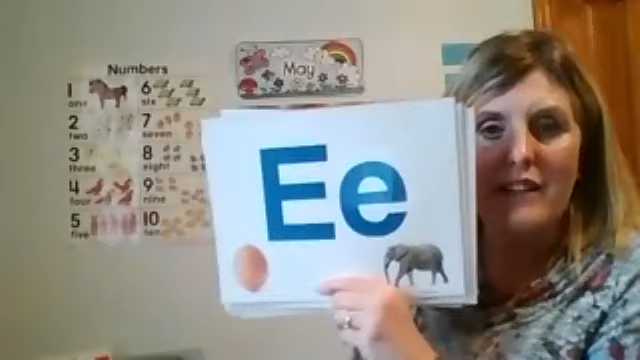 Numbers
1 one
2 two
3 three
4 four
5 five
6 six
7 seven
8 eight
9 nine
10 ten
May
Ee